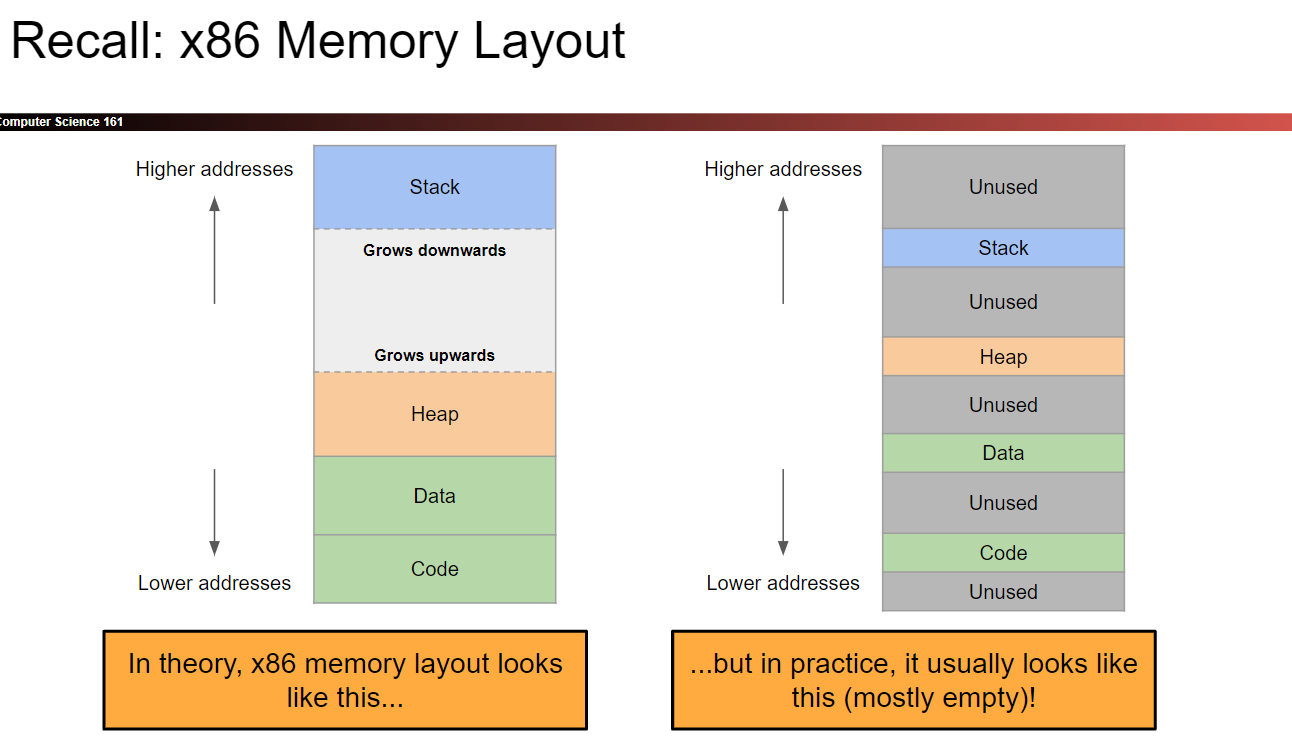 Recall: x86 Memory Layout
Computer Science 161
Higher addresses
Stack
Grows downwards
Grows upwards
Heap
Data
Code
Lower addresses
In theory, x86 memory layout looks
like this...
Higher addresses
Unused
Stack
Unused
Heap
Unused
Data
Unused
Code
Unused
Lower addresses
...but in practice, it usually looks like
this (mostly empty)!